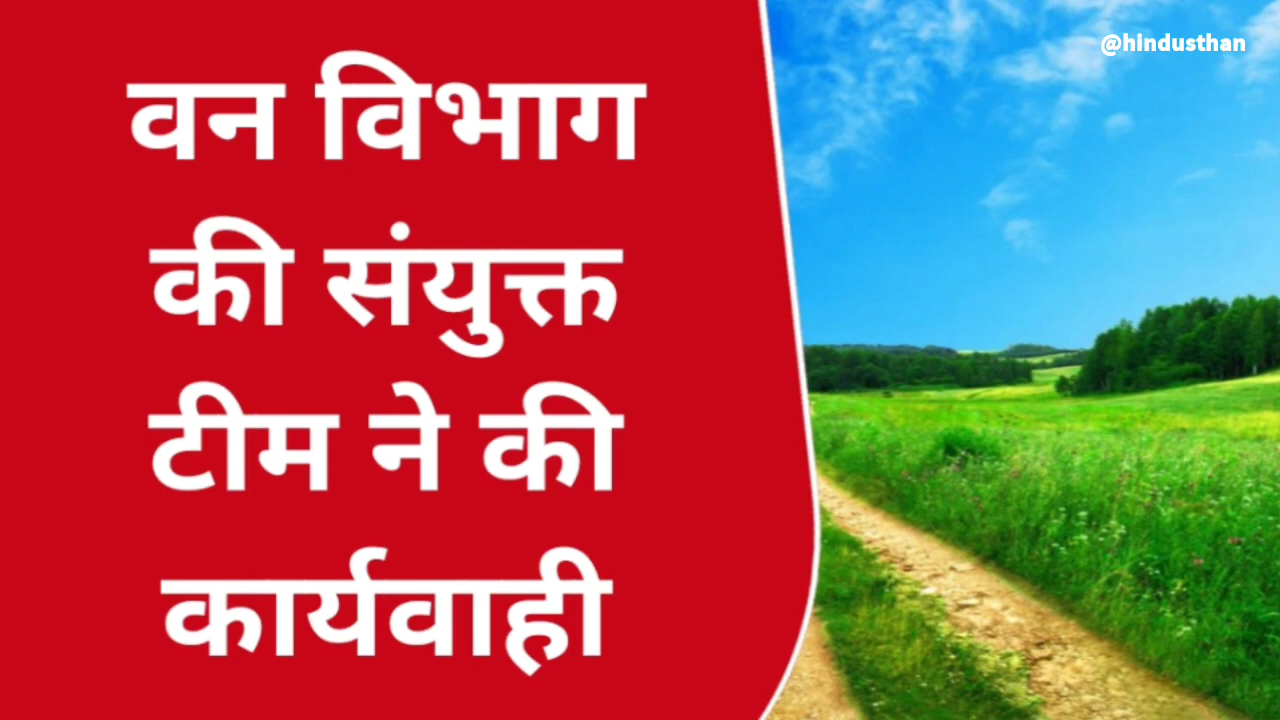 @hindusthan
वन विभाग
की संयुक्त
टीम ने की
कार्यवाही